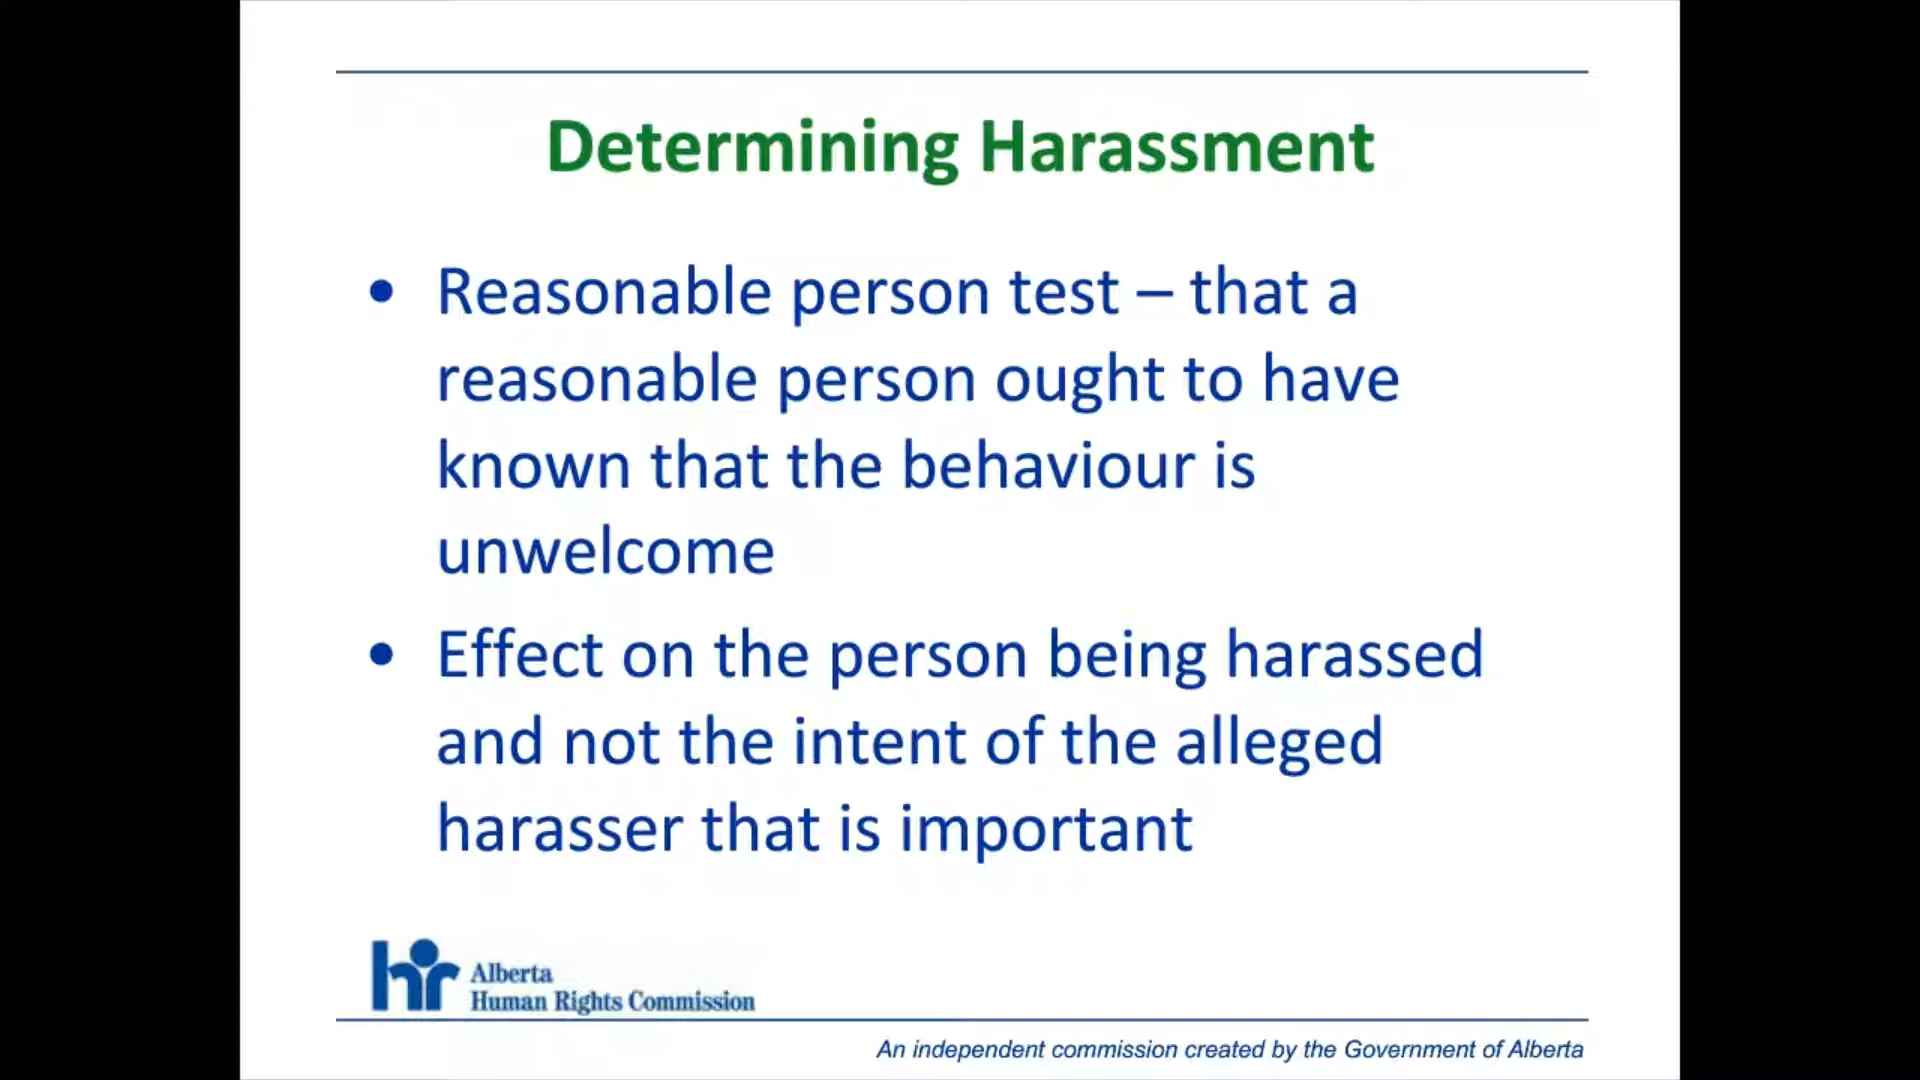 Determining Harassment
• Reasonable person test – that a
reasonable person ought to have
known that the behaviour is
unwelcome
• Effect on the person being harassed
and not the intent of the alleged
harasser that is important
hr Alberta
Human Rights Commission
An independent commission created by the Government of Alberta